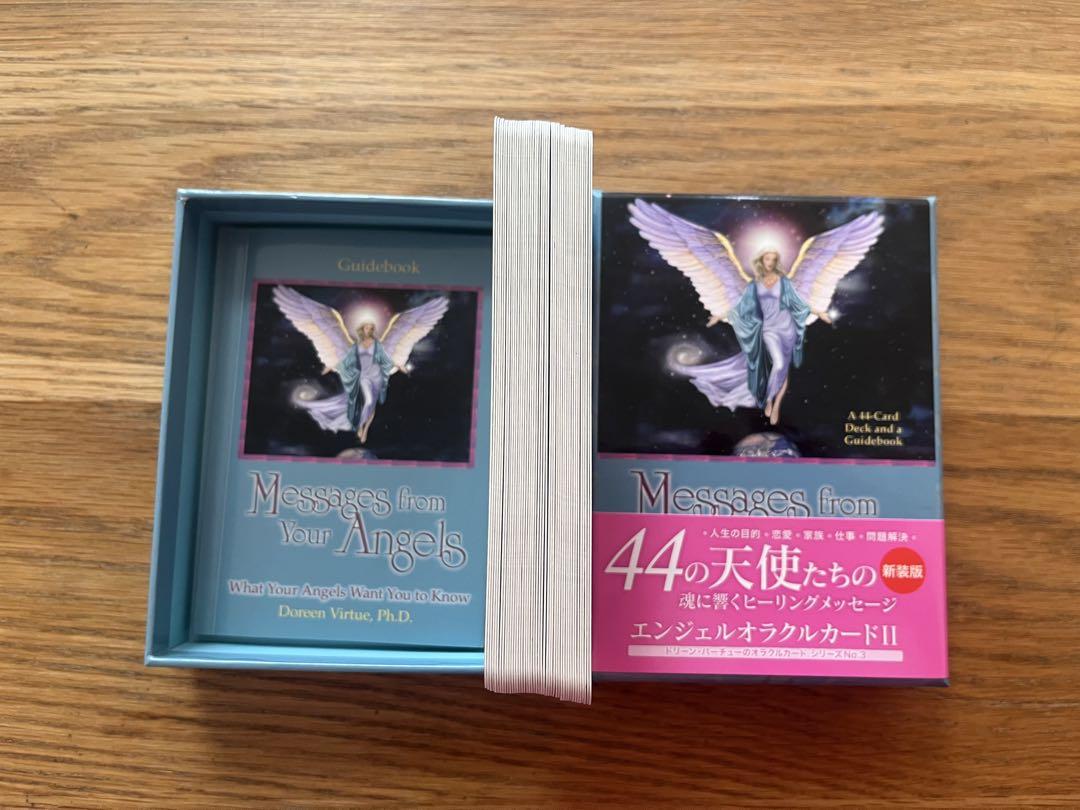 Guidebook
Messages from
Your Angels
What Your Angels Want You to Know
Doreen Virtue, Ph.D.
A 44-Card
Deck and a
Guidebook
Messages from
・人生の目的・恋愛・家族・仕事・問題解決・
44の天使たちの
新装版
魂に響くヒーリングメッセージ
エンジェルオラクルカードII
ドリーン・バーチューのオラクルカード シリーズNo.3